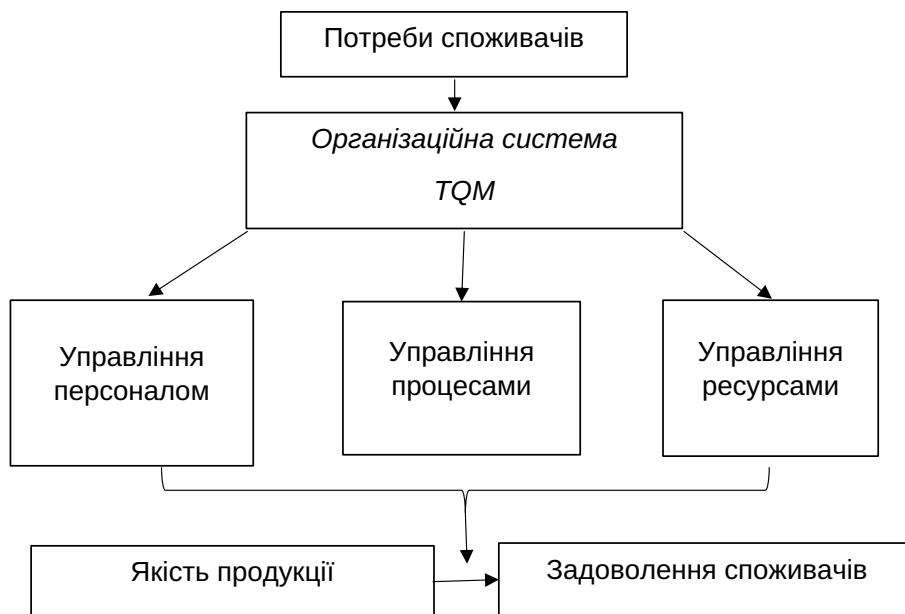 Потреби споживачів
Організаційна система
TQM
Управління
персоналом
Управління
процесами
Управління
ресурсами
Якість продукції
Задоволення споживачів